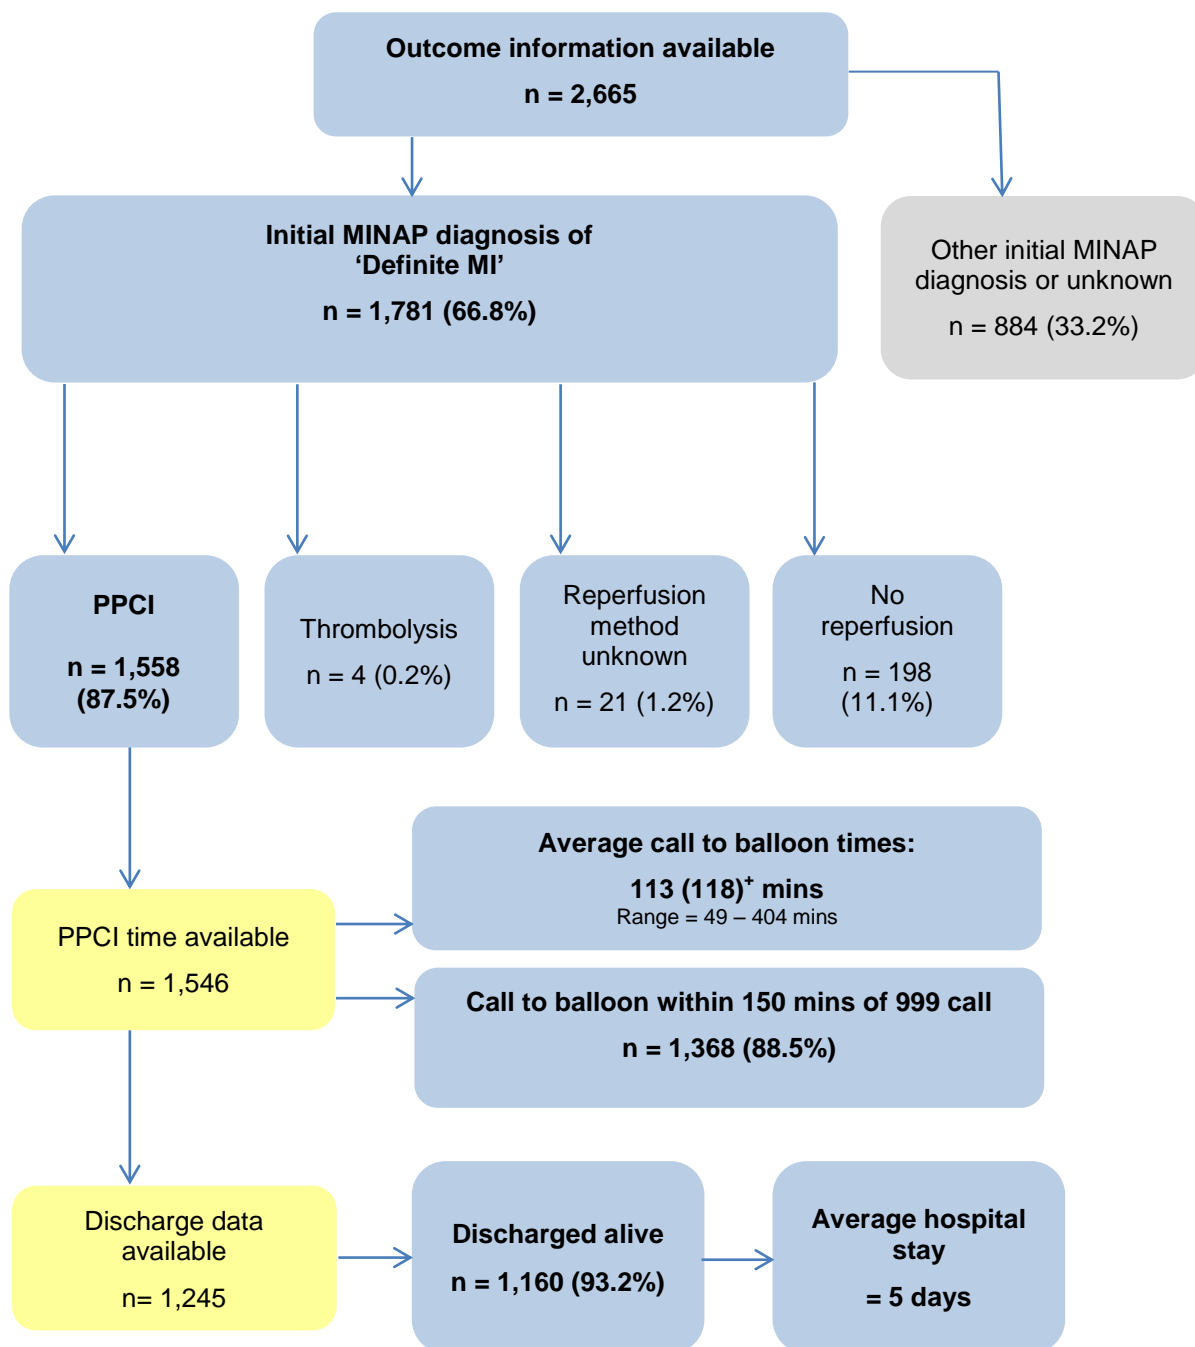 Outcome information available
n = 2,665
Initial MINAP diagnosis of
‘Definite MI’
n = 1,781 (66.8%)
Other initial MINAP
diagnosis or unknown
n = 884 (33.2%)
PPCI
n = 1,558
(87.5%)
Thrombolysis
n = 4 (0.2%)
Reperfusion
method
unknown
n = 21 (1.2%)
No
reperfusion
n = 198
(11.1%)
Average call to balloon times:
113 (118)⁺ mins
Range = 49 – 404 mins
PPCI time available
n = 1,546
Call to balloon within 150 mins of 999 call
n = 1,368 (88.5%)
Discharge data
available
n= 1,245
Discharged alive
n = 1,160 (93.2%)
Average hospital
stay
= 5 days